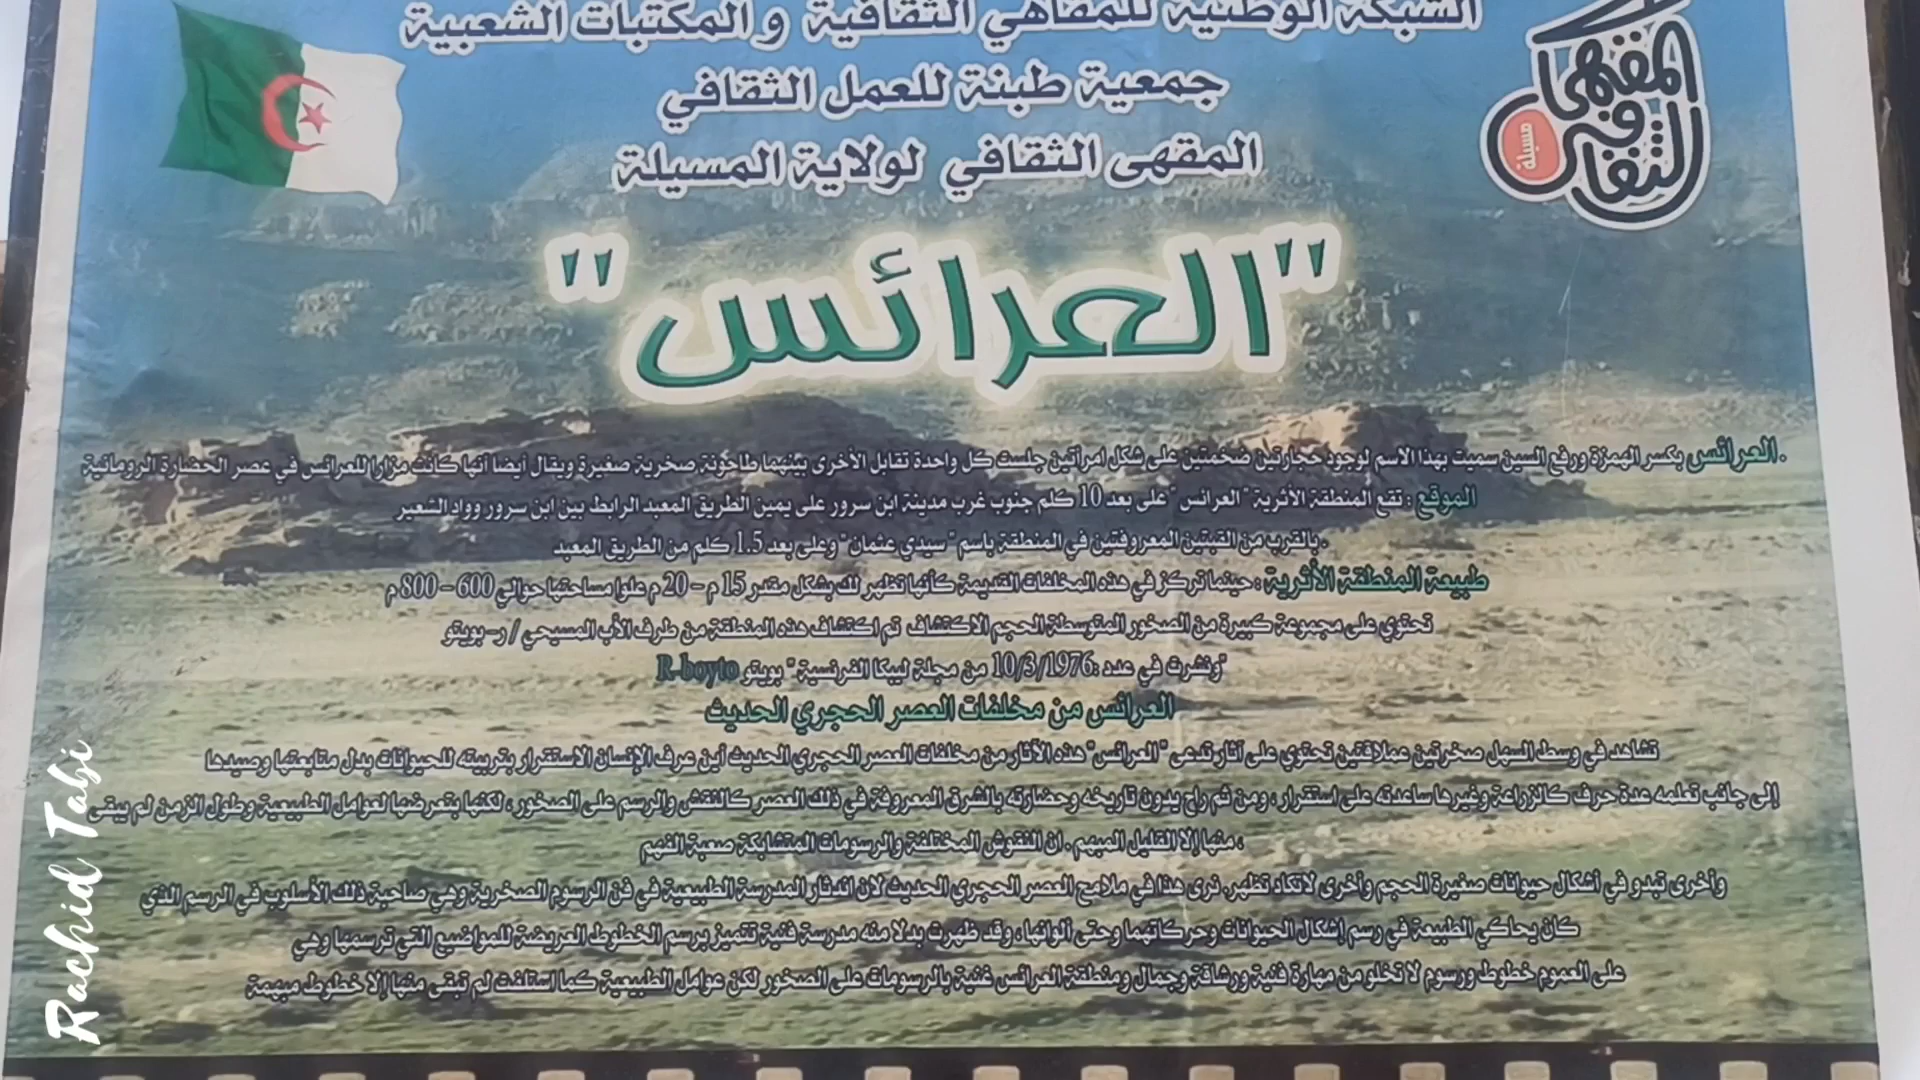 الشبكة الوطنية للمقاهي الثقافية والمكتبات الشعبية
جمعية طبنة للعمل الثقافي
المقهى الثقافي لولاية المسيلة
المقهى الثقافي
مسيلة
"العرائس"
. العرائس بكسر الهمزة ورفع السين سميت بهذا الاسم لوجود حجارتين ضخمتين على شكل امرأتين جلست كل واحدة تقابل الأخرى بينهما طاحونة صخرية صغيرة ويقال أيضا أنها كانت مزارا للعرائس في عصر الحضارة الرومانية
الموقع : تقع المنطقة الأثرية " العرائس " على بعد 10 كلم جنوب غرب مدينة ابن سرور على يمين الطريق المعبد الرابط بين ابن سرور وواد الشعير
. بالقرب من القبتين المعروفتين في المنطقة باسم " سيدي عثمان " وعلى بعد 1.5 كلم من الطريق المعبد
طبيعة المنطقة الأثرية : حينما تركز في هذه المخلفات القديمة كأنها تظهر لك بشكل مقدر 15 م – 20 م علوا مساحتها حوالي 600 – 800 م
تحتوي على مجموعة كبيرة من الصخور المتوسطة الحجم الاكتشاف تم اكتشاف هذه المنطقة من طرف الأب المسيحي / ر-بويتو
"ونشرت في عدد :10/3/1976 من مجلة ليبكا الفرنسية " بويتو R-boyto
العرائس من مخلفات العصر الحجري الحديث
تشاهد في وسط السهل صخرتين عملاقتين تحتوي على آثار تدعى " العرائس" هذه الآثار من مخلفات العصر الحجري الحديث أين عرف الإنسان الاستقرار بتربيته للحيوانات بدل متابعتها وصيدها
إلى جانب تعلمه عدة حرف كالزراعة وغيرها ساعدته على استقرار ، ومن ثم راح يدون تاريخه وحضارته بالشرق المعروفة في ذلك العصر كالنقش والرسم على الصخور ، لكنها بتعرضها لعوامل الطبيعية وطول الزمن لم يبقى
، منها إلا القليل المبهم . ان النقوش المختلفة والرسومات المتشابكة صعبة الفهم
وأخرى تبدو في أشكال حيوانات صغيرة الحجم وأخرى لاتكاد تظهر. نرى هذا في ملامح العصر الحجري الحديث لان اندثار المدرسة الطبيعية في فن الرسوم الصخرية وهي صاحبة ذلك الأسلوب في الرسم الذي
كان يحاكي الطبيعة في رسم إشكال الحيوانات وحركاتهما وحتى ألوانها، وقد ظهرت بدلا منه مدرسة فنية تتميز برسم الخطوط العريضة للمواضيع التي ترسمها وهي
على العموم خطوط ورسوم لا تخلو من مهارة فنية ورشاقة وجمال ومنطقة العرائس غنية بالرسومات على الصخور لكن عوامل الطبيعية كما استلفت لم تبقى منها إلا خطوط مبهمة
Rachid Tabi